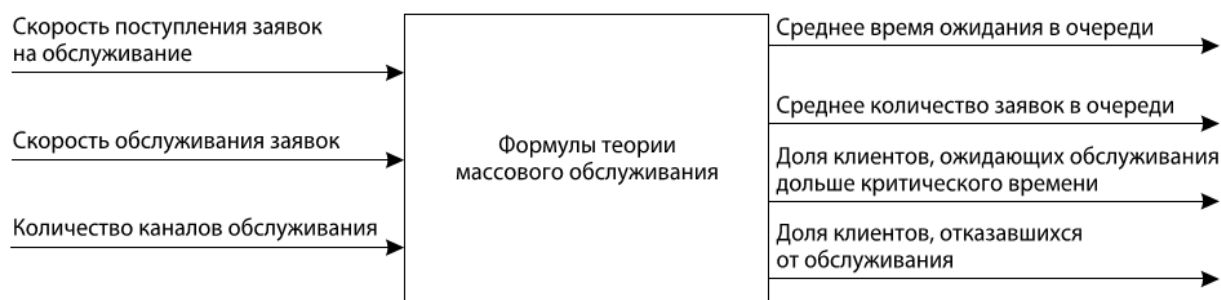 Скорость поступления заявок
на обслуживание
Скорость обслуживания заявок
Количество каналов обслуживания
Формулы теории
массового обслуживания
Среднее время ожидания в очереди
Среднее количество заявок в очереди
Доля клиентов, ожидающих обслуживания
дольше критического времени
Доля клиентов, отказавшихся
от обслуживания